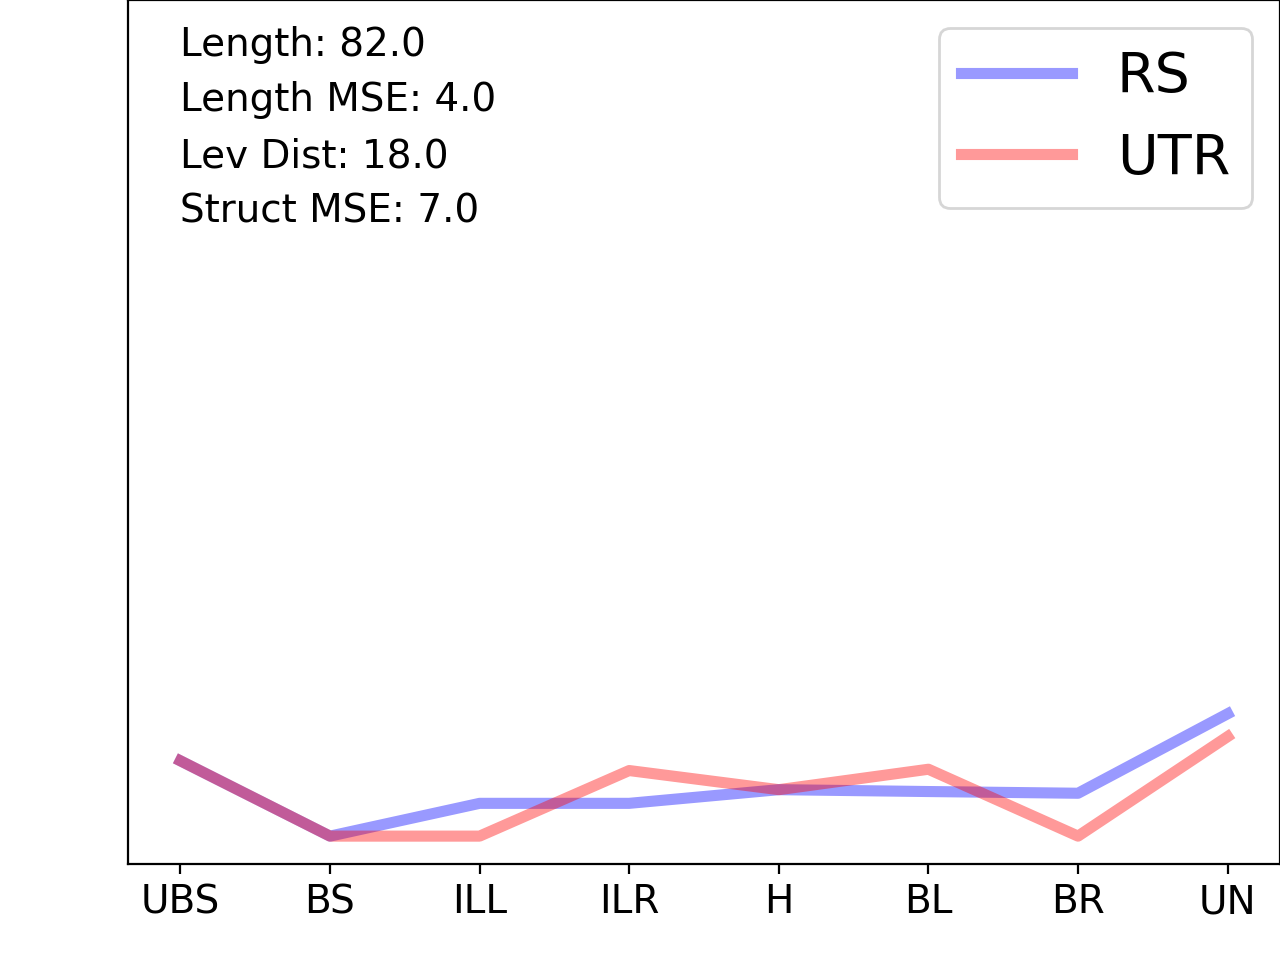 Length: 82.0
Length MSE: 4.0
Lev Dist: 18.0
Struct MSE: 7.0
RS
UTR
UBS BS ILL ILR H BL BR UN